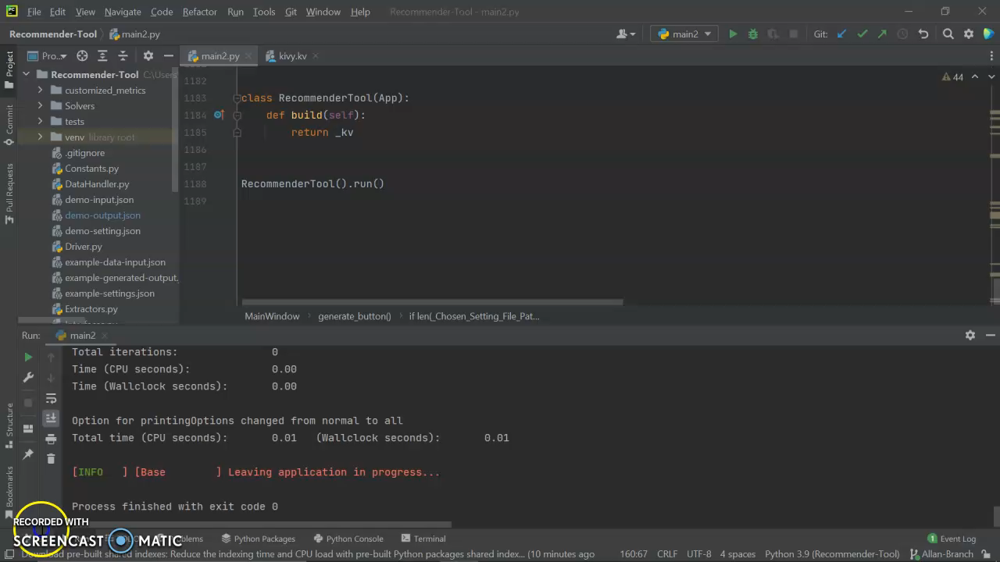 PC File Edit View Navigate Code Refactor Run Tools Git Window Help Recommender-Tool - main2.py
Recommender-Tool main2.py main2 Git:
Project
Commit
Pull Requests
Structure
Bookmarks
Pro... main2.py kivy.kv
Recommender-Tool C:\Users
customized_metrics
Solvers
tests
venv library root
.gitignore
Constants.py
DataHandler.py
demo-input.json
demo-output.json
demo-setting.json
Driver.py
example-data-input.json
example-generated-output.
example-settings.json
Extractors.py
44
1182
1183 class RecommenderTool(App):
1184 def build(self):
1185 return _kv
1186
1187
1188 RecommenderTool().run()
1189
MainWindow generate_button() if len(_Chosen_Setting_File_Pat...
Run: main2
Total iterations: 0
Time (CPU seconds): 0.00
Time (Wallclock seconds): 0.00
Option for printingOptions changed from normal to all
Total time (CPU seconds): 0.01 (Wallclock seconds): 0.01
[INFO ] [Base ] Leaving application in progress...
Process finished with exit code 0
RECORDED WITH
SCREENCAST MATIC
Python Packages Python Console Terminal Event Log
Download pre-built shared indexes: Reduce the indexing time and CPU load with pre-built Python packages shared index... (10 minutes ago) 160:67 CRLF UTF-8 4 spaces Python 3.9 (Recommender-Tool) Allan-Branch